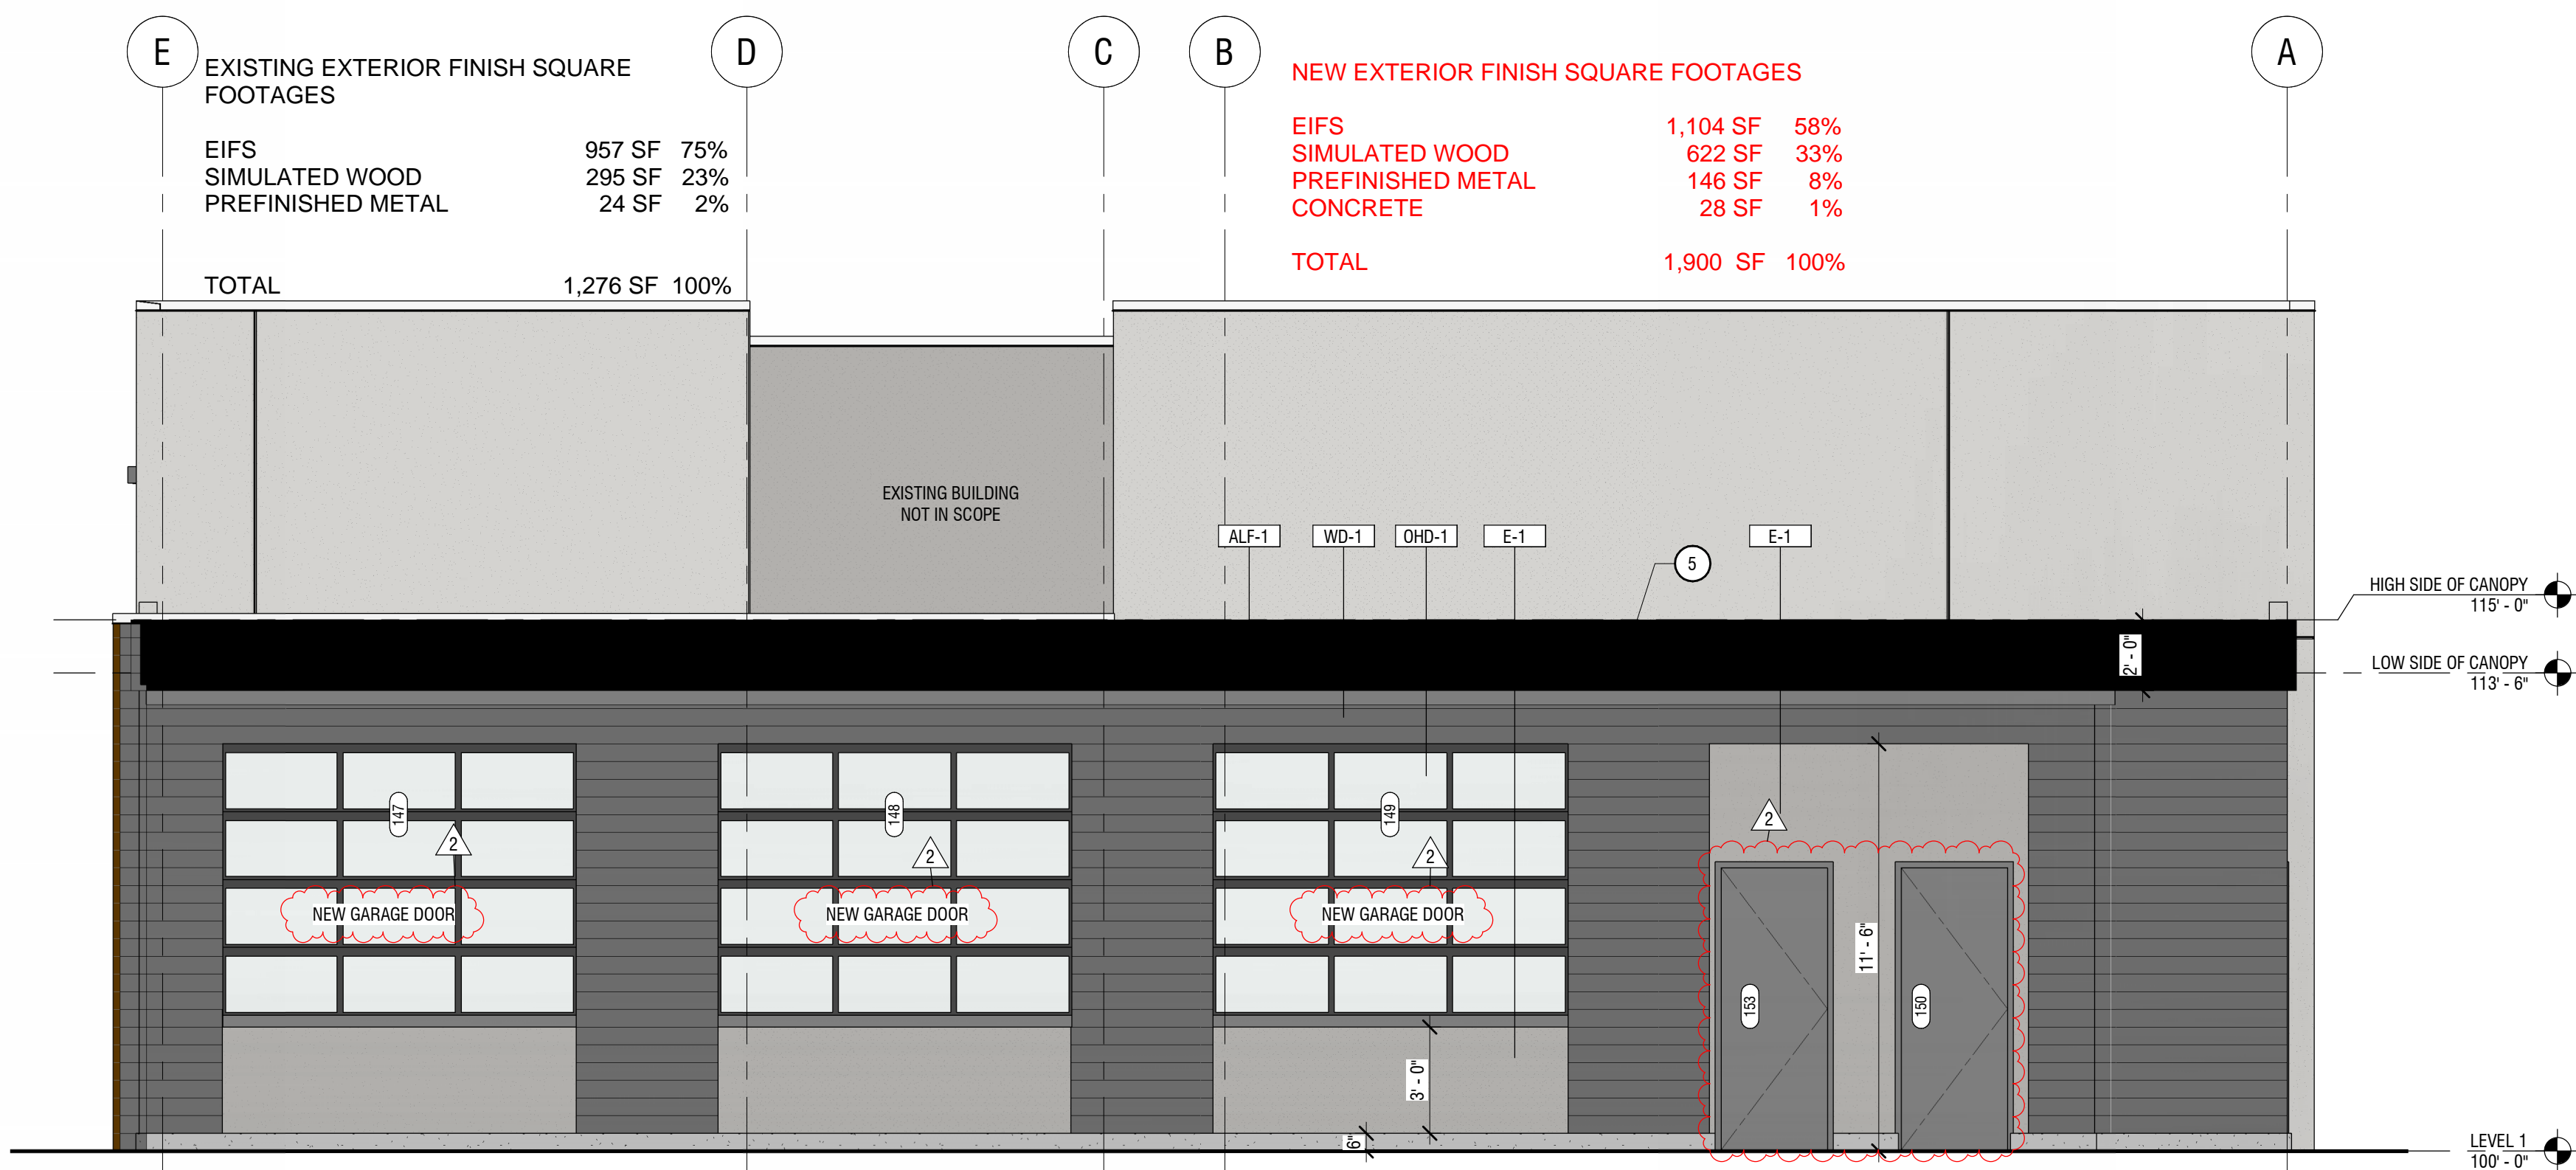 E
D
C
B
A
EXISTING EXTERIOR FINISH SQUARE
FOOTAGES
EIFS 957 SF 75%
SIMULATED WOOD 295 SF 23%
PREFINISHED METAL 24 SF 2%
TOTAL 1,276 SF 100%
NEW EXTERIOR FINISH SQUARE FOOTAGES
EIFS 1,104 SF 58%
SIMULATED WOOD 622 SF 33%
PREFINISHED METAL 146 SF 8%
CONCRETE 28 SF 1%
TOTAL 1,900 SF 100%
EXISTING BUILDING
NOT IN SCOPE
ALF-1
WD-1
OHD-1
E-1
E-1
5
HIGH SIDE OF CANOPY
115' - 0"
2' - 0"
LOW SIDE OF CANOPY
113' - 6"
147
148
149
2
2
2
2
NEW GARAGE DOOR
NEW GARAGE DOOR
NEW GARAGE DOOR
11' - 6"
153
150
3' - 0"
6"
LEVEL 1
100' - 0"